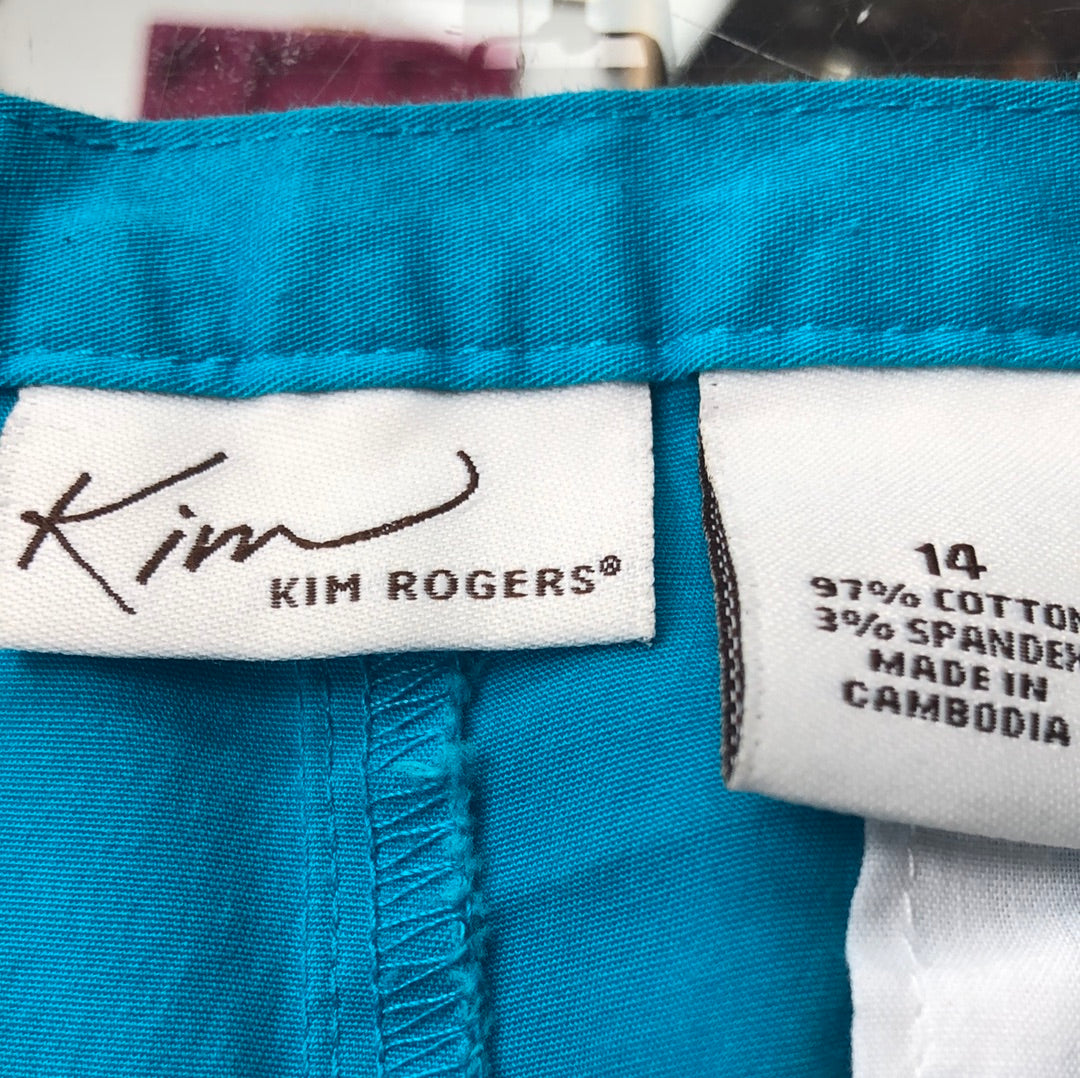 Kim
KIM ROGERS®
14
97% COTTON
3% SPANDEX
MADE IN
CAMBODIA